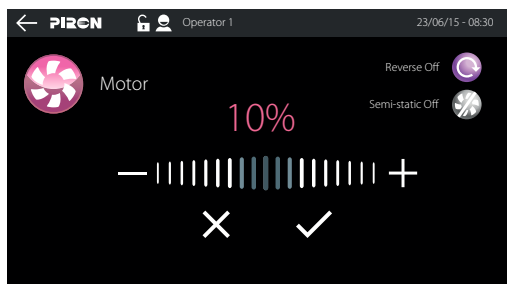 PIRON Operator 1 23/06/15 - 08:30
Reverse Off
Motor
10%
Semi-static Off